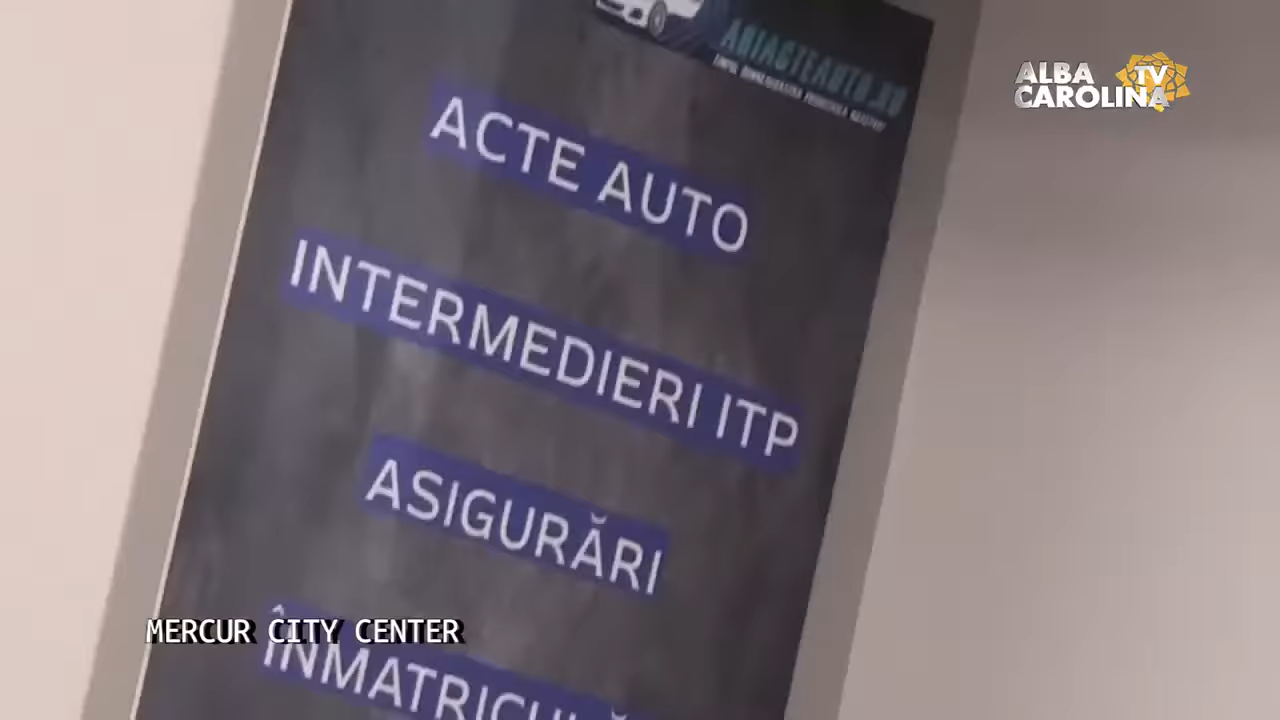 ALBA
CAROLINA TV
ACTE AUTO
INTERMEDIERI ITP
ASIGURĂRI
MERCUR CITY CENTER